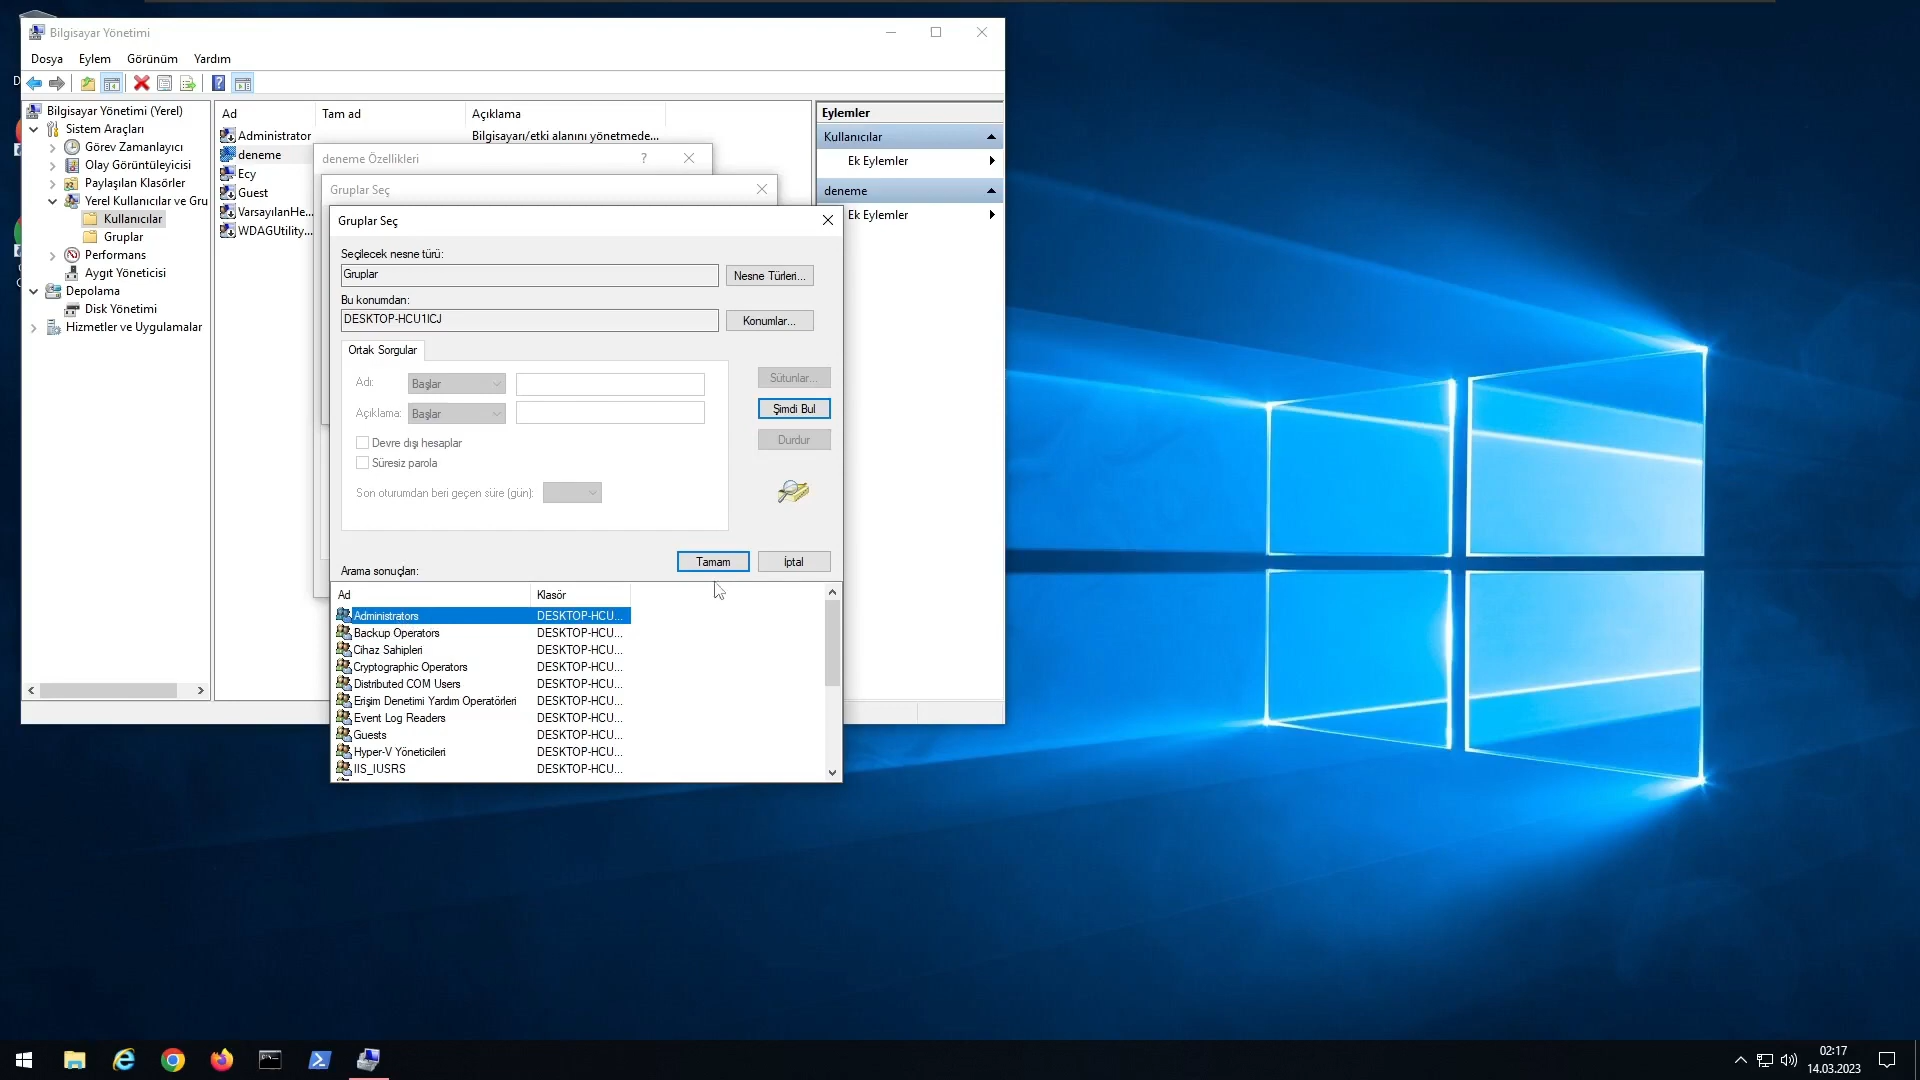 Bilgisayar Yönetimi
Dosya Eylem Görünüm Yardım
Bilgisayar Yönetimi (Yerel)
Sistem Araçları
Görev Zamanlayıcı
Olay Görüntüleyicisi
Paylaşılan Klasörler
Yerel Kullanıcılar ve Gru
Kullanıcılar
Gruplar
Performans
Aygıt Yöneticisi
Depolama
Disk Yönetimi
Hizmetler ve Uygulamalar
Ad Tam ad Açıklama
Administrator Bilgisayarı/etki alanını yönetmede...
deneme
Ecy
Guest
VarsayılanHe...
WDAGUtility...
Eylemler
Kullanıcılar
Ek Eylemler
deneme
Ek Eylemler
deneme Özellikleri ?
Gruplar Seç
Gruplar Seç
Seçilecek nesne türü:
Gruplar Nesne Türleri...
Bu konumdan:
DESKTOP-HCU1ICJ Konumlar...
Ortak Sorgular
Adı: Başlar
Açıklama: Başlar
Devre dışı hesaplar
Süresiz parola
Son oturumdan beri geçen süre (gün):
Sütunlar...
Şimdi Bul
Durdur
Tamam İptal
Arama sonuçları:
Ad Klasör
Administrators DESKTOP-HCU...
Backup Operators DESKTOP-HCU...
Cihaz Sahipleri DESKTOP-HCU...
Cryptographic Operators DESKTOP-HCU...
Distributed COM Users DESKTOP-HCU...
Erişim Denetimi Yardım Operatörleri DESKTOP-HCU...
Event Log Readers DESKTOP-HCU...
Guests DESKTOP-HCU...
Hyper-V Yöneticileri DESKTOP-HCU...
IIS_IUSRS DESKTOP-HCU...
02:17
14.03.2023